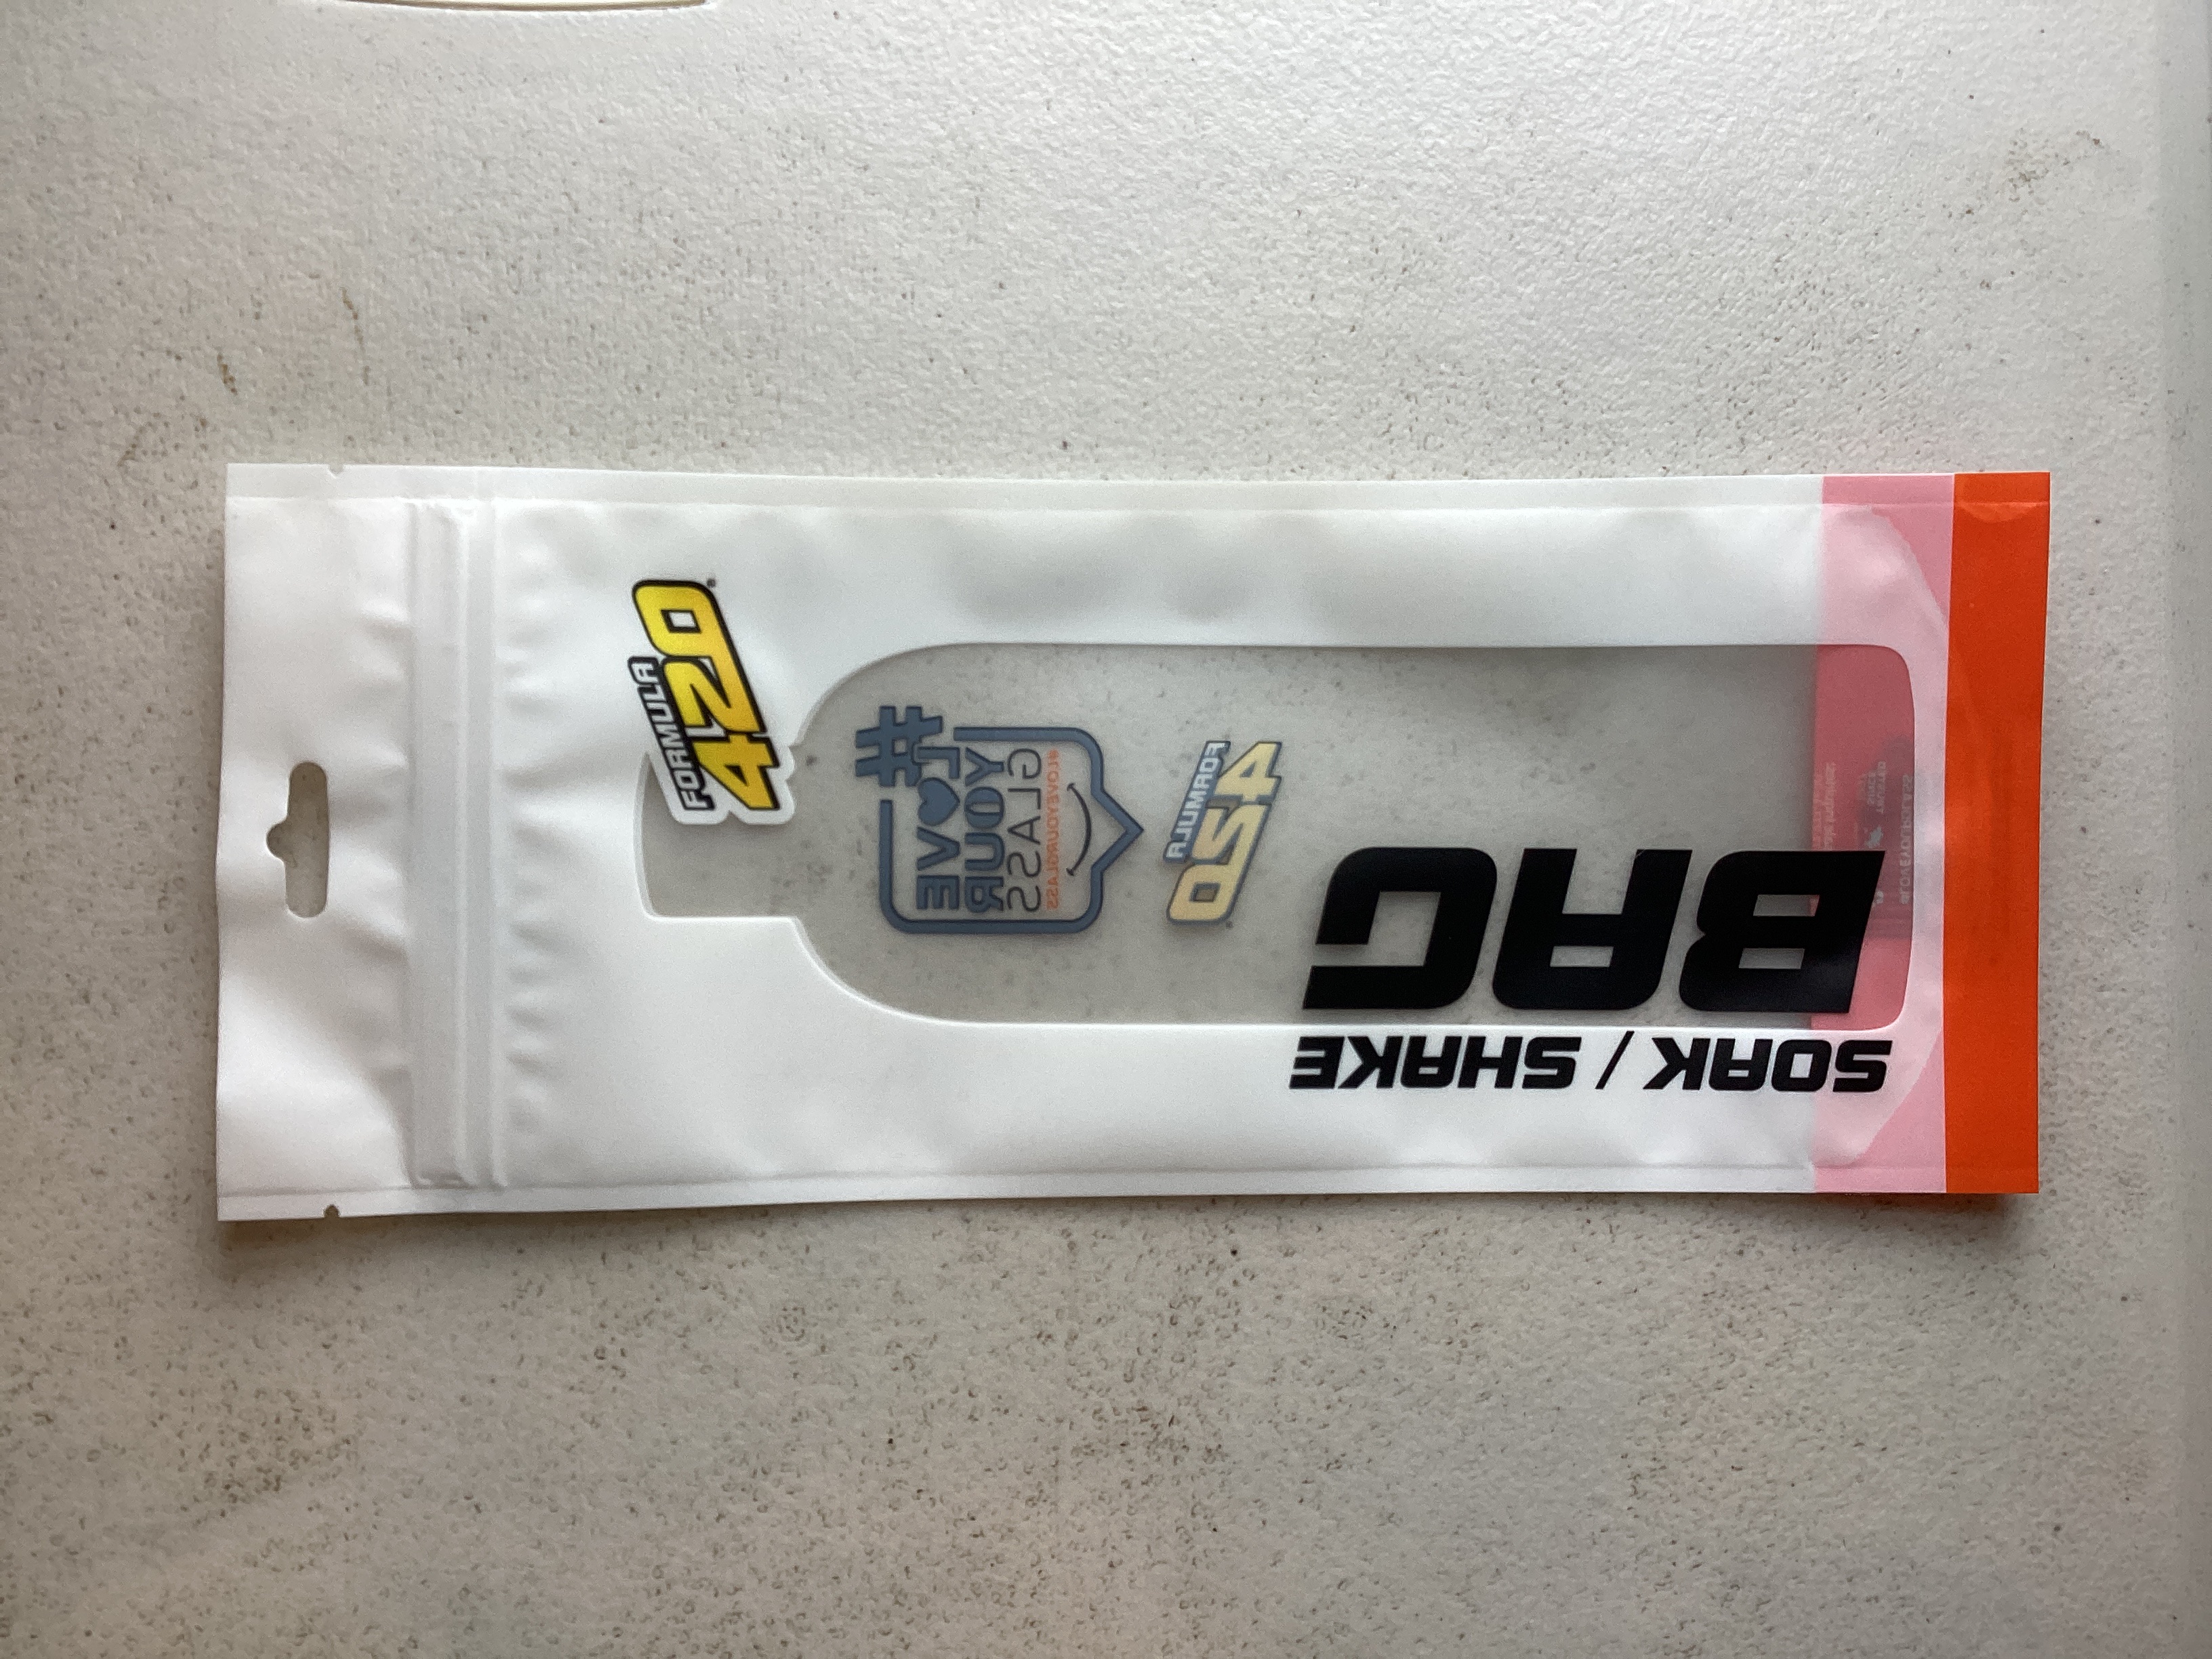 FORMULA
420
#LOVE
YOUR
GLASS
#LOVEYOURGLASS
FORMULA
420
SOAK / SHAKE
BAG